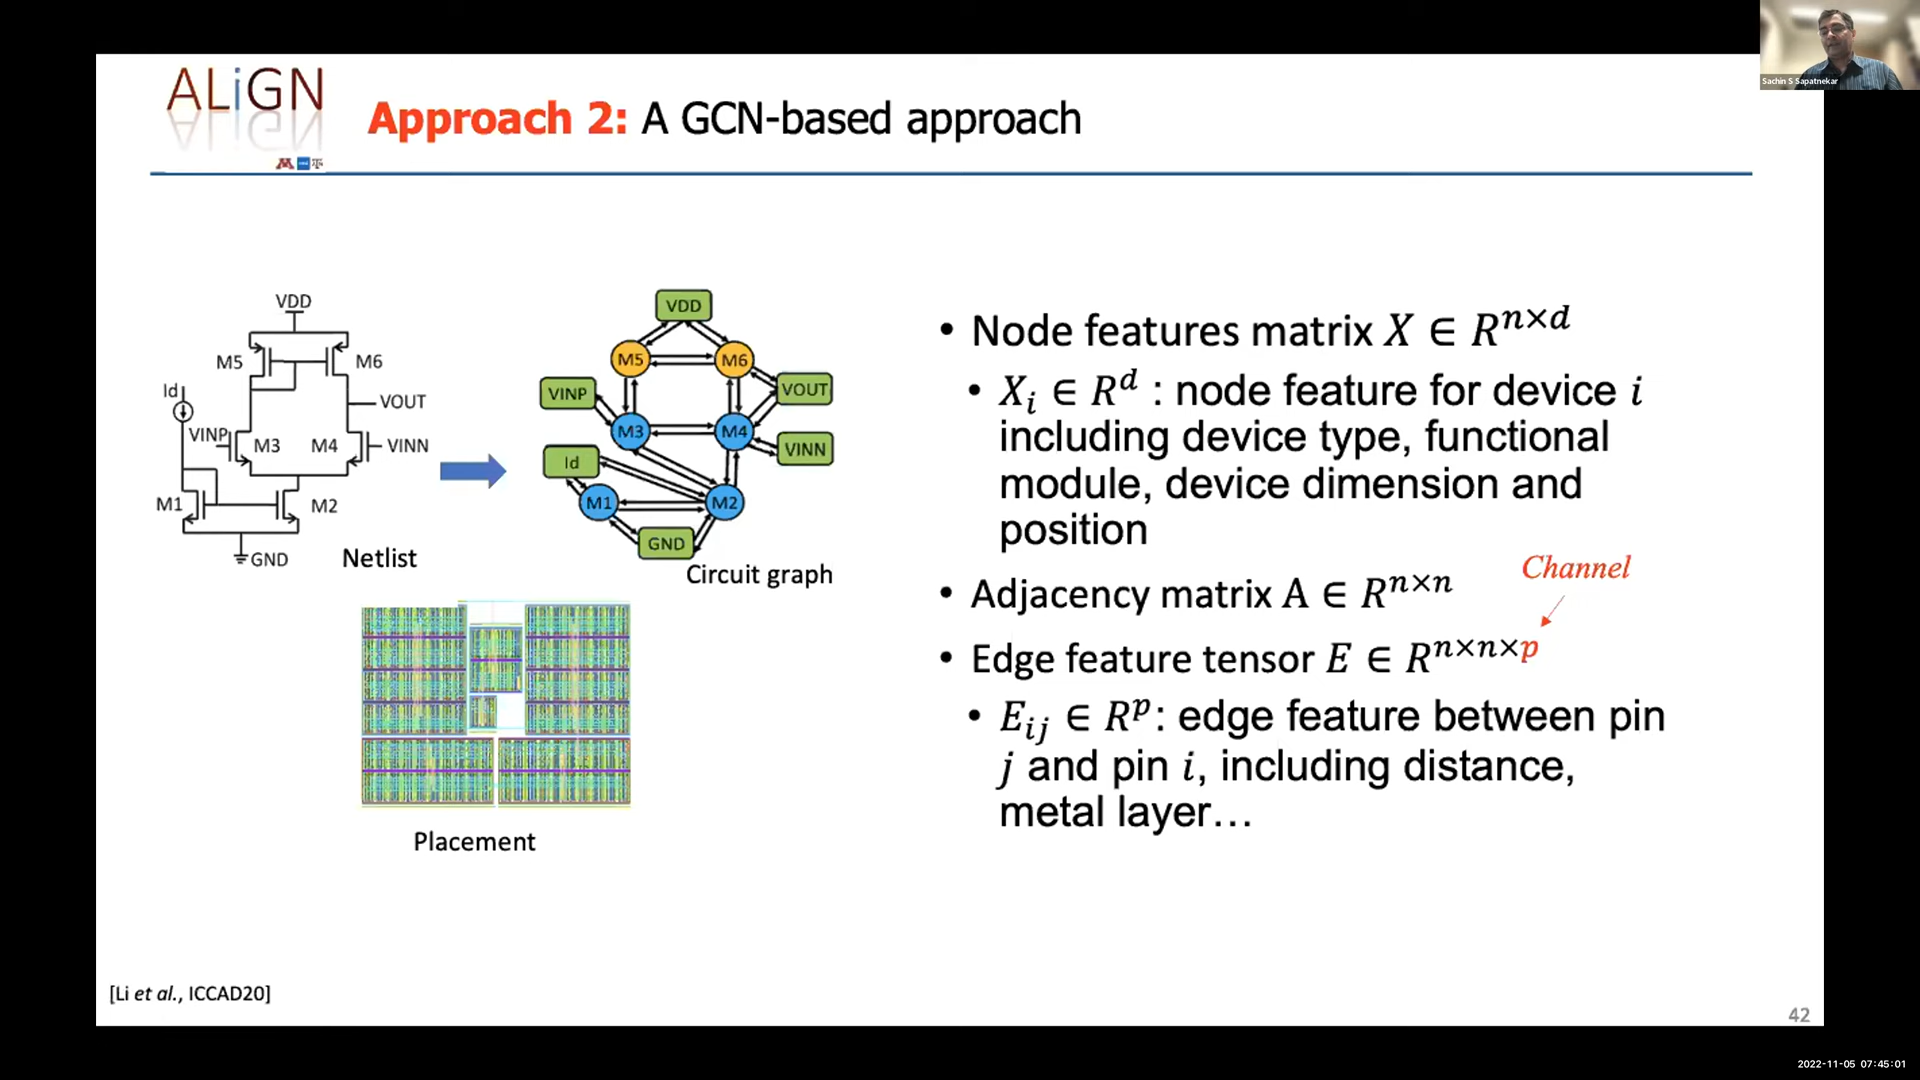 Sachin S Sapatnekar
ALiGN
Approach 2: A GCN-based approach
VDD
M5
M6
Id
VOUT
VINP
M3
M4
VINN
M1
M2
GND
Netlist
VDD
M5
M6
VINP
VOUT
M3
M4
VINN
Id
M1
M2
GND
Circuit graph
Placement
• Node features matrix X ∈ R^{n×d}
• X_i ∈ R^d : node feature for device i
including device type, functional
module, device dimension and
position
Channel
• Adjacency matrix A ∈ R^{n×n}
• Edge feature tensor E ∈ R^{n×n×p}
• E_{ij} ∈ R^p: edge feature between pin
j and pin i, including distance,
metal layer…
[Li et al., ICCAD20]
42
2022-11-05 07:45:01